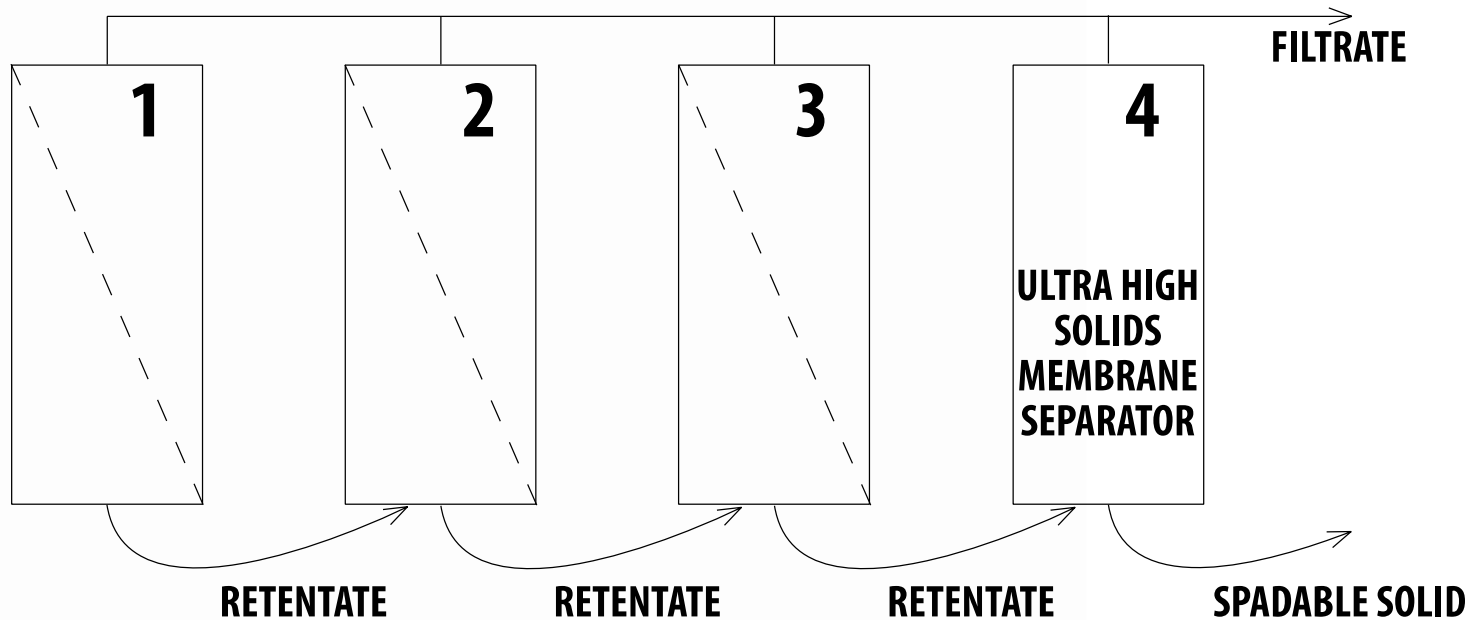 FILTRATE
1
2
3
4
ULTRA HIGH
SOLIDS
MEMBRANE
SEPARATOR
RETENTATE
RETENTATE
RETENTATE
SPADABLE SOLID